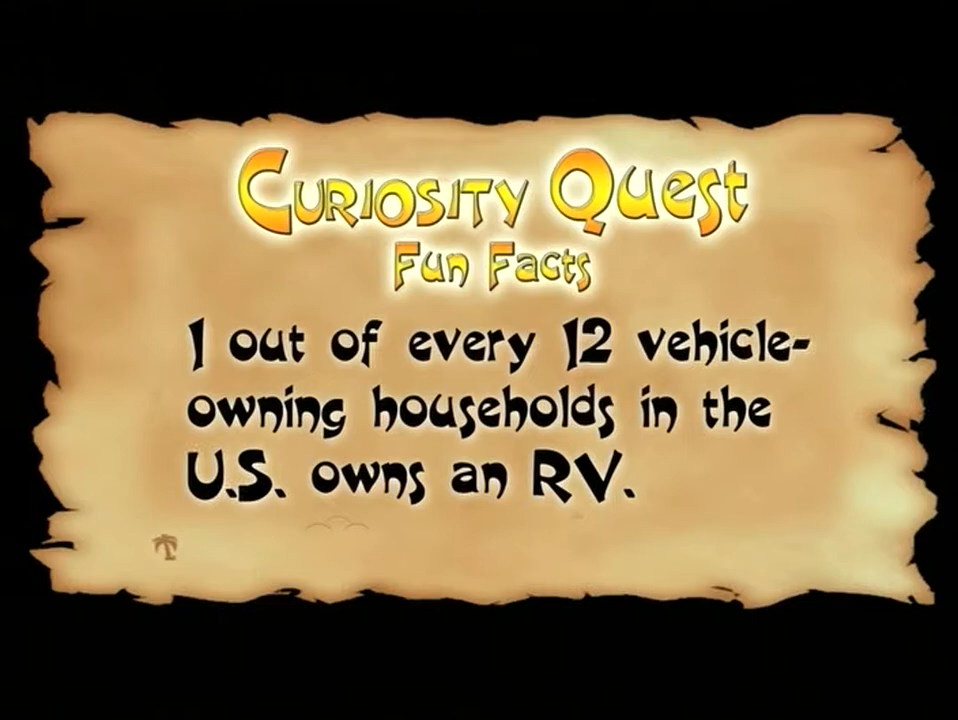 Curiosity Quest
Fun Facts
1 out of every 12 vehicle-
owning households in the
U.S. owns an RV.